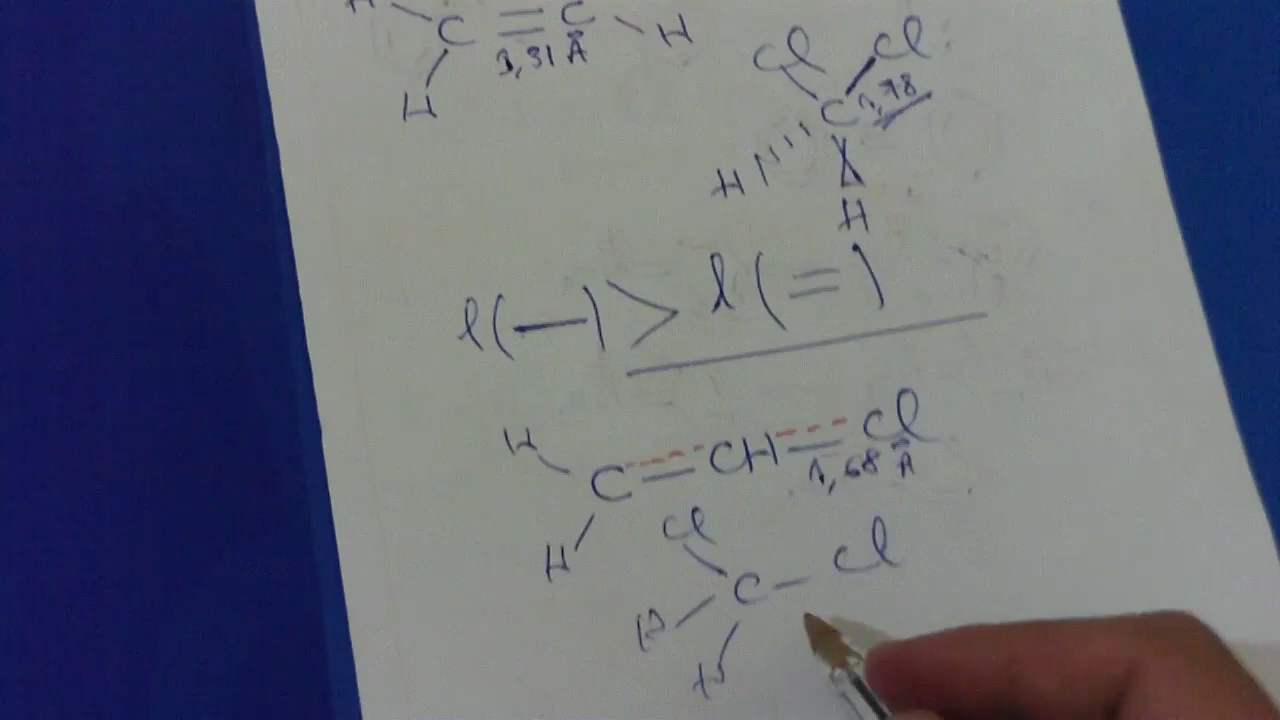 H C = C H
1,31 Å
H
Cl Cl
C 1,78
H H
l(—) > l(=)
H
C = CH — Cl
1,68 Å
H
Cl
C — Cl
H
H